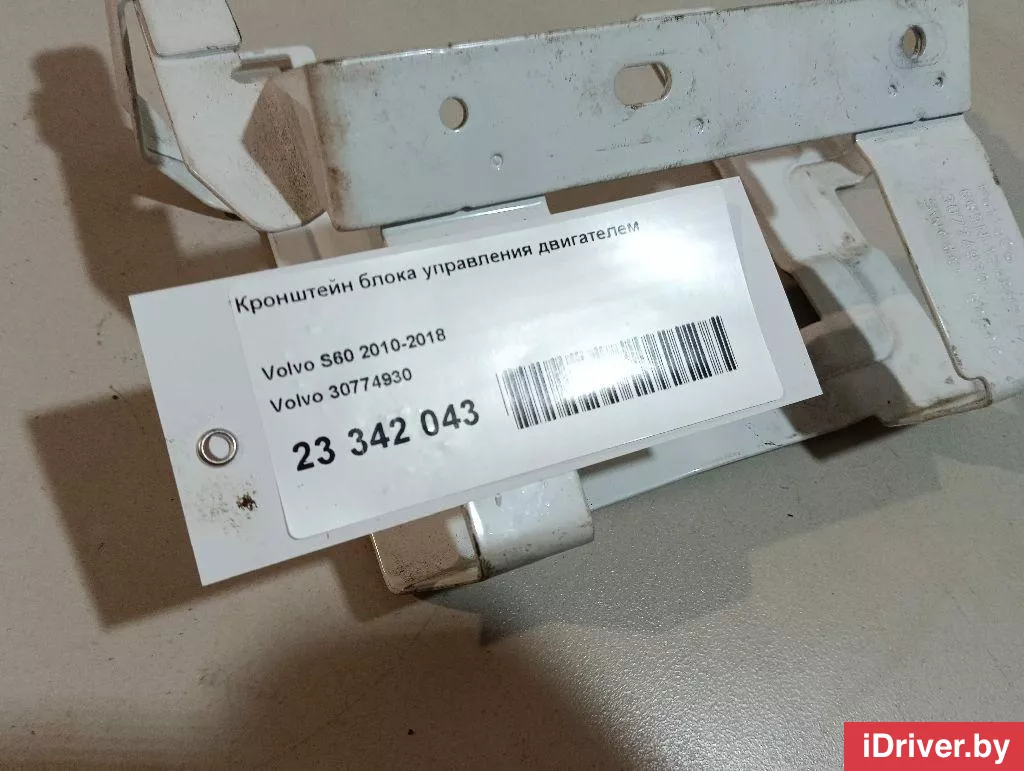 Кронштейн блока управления двигателем
Volvo S60 2010-2018
Volvo 30774930
23 342 043
iDriver.by